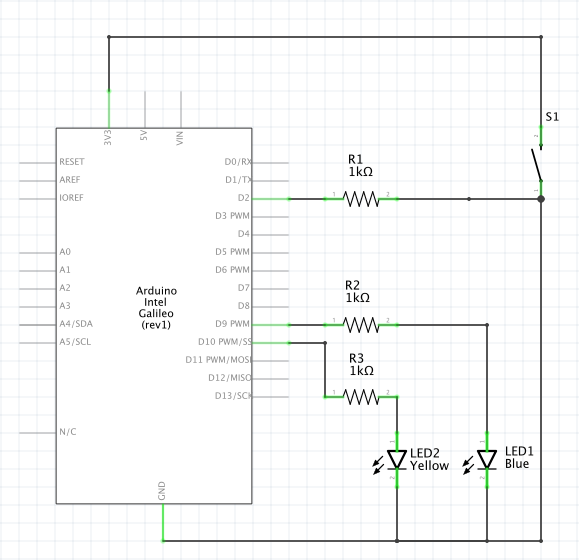 3V3
5V
VIN
S1
2
1
RESET
AREF
IOREF
A0
A1
A2
A3
A4/SDA
A5/SCL
N/C
Arduino
Intel
Galileo
(rev1)
D0/RX
D1/TX
D2
D3 PWM
D4
D5 PWM
D6 PWM
D7
D8
D9 PWM
D10 PWM/SS
D11 PWM/MOSI
D12/MISO
D13/SCK
GND
R1
1kΩ
1
2
R2
1kΩ
1
2
R3
1kΩ
1
2
1
LED2
Yellow
2
1
LED1
Blue
2